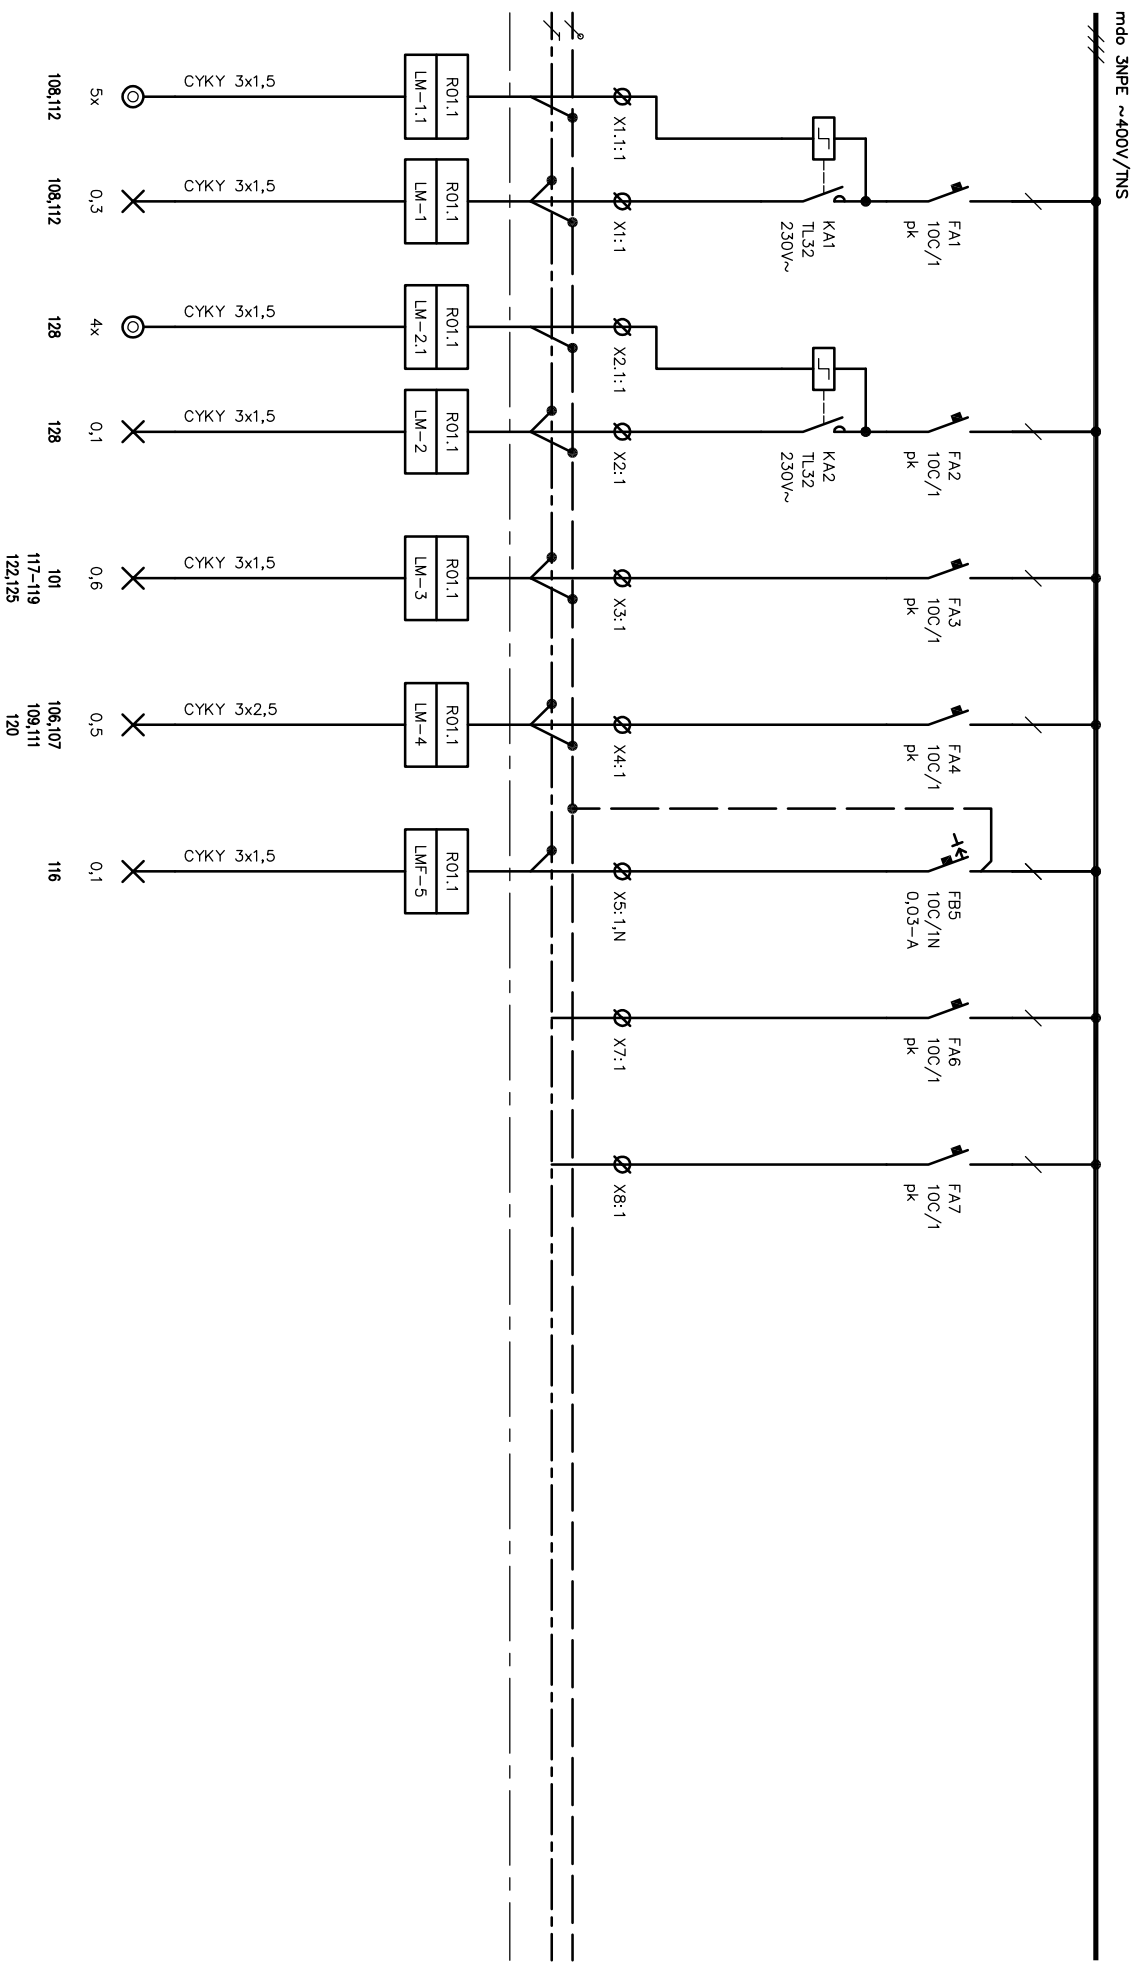 mdo 3NPE ~400V/TNS
FA1
10C/1
pk
KA1
TL32
230V~
X1.1:1
X1:1
R01.1
LM-1.1
R01.1
LM-1
CYKY 3x1,5
CYKY 3x1,5
5x
0,3
108,112
108,112
FA2
10C/1
pk
KA2
TL32
230V~
X2.1:1
X2:1
R01.1
LM-2.1
R01.1
LM-2
CYKY 3x1,5
CYKY 3x1,5
4x
0,1
128
128
FA3
10C/1
pk
X3:1
R01.1
LM-3
CYKY 3x1,5
0,6
101
117-119
122,125
FA4
10C/1
pk
X4:1
R01.1
LM-4
CYKY 3x2,5
0,5
106,107
109,111
120
FB5
10C/1N
0,03-A
X5:1,N
R01.1
LMF-5
CYKY 3x1,5
0,1
116
FA6
10C/1
pk
X7:1
FA7
10C/1
pk
X8:1